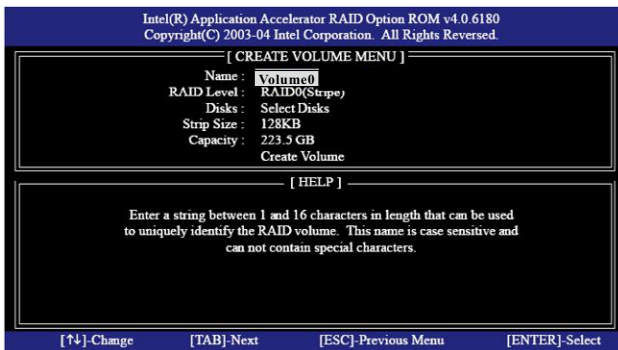 Intel(R) Application Accelerator RAID Option ROM v4.0.6180
Copyright(C) 2003-04 Intel Corporation. All Rights Reversed.
[ CREATE VOLUME MENU ]
Name : Volume0
RAID Level : RAID0(Stripe)
Disks : Select Disks
Strip Size : 128KB
Capacity : 223.5 GB
Create Volume
[ HELP ]
Enter a string between 1 and 16 characters in length that can be used
to uniquely identify the RAID volume. This name is case sensitive and
can not contain special characters.
[↑↓]-Change [TAB]-Next [ESC]-Previous Menu [ENTER]-Select